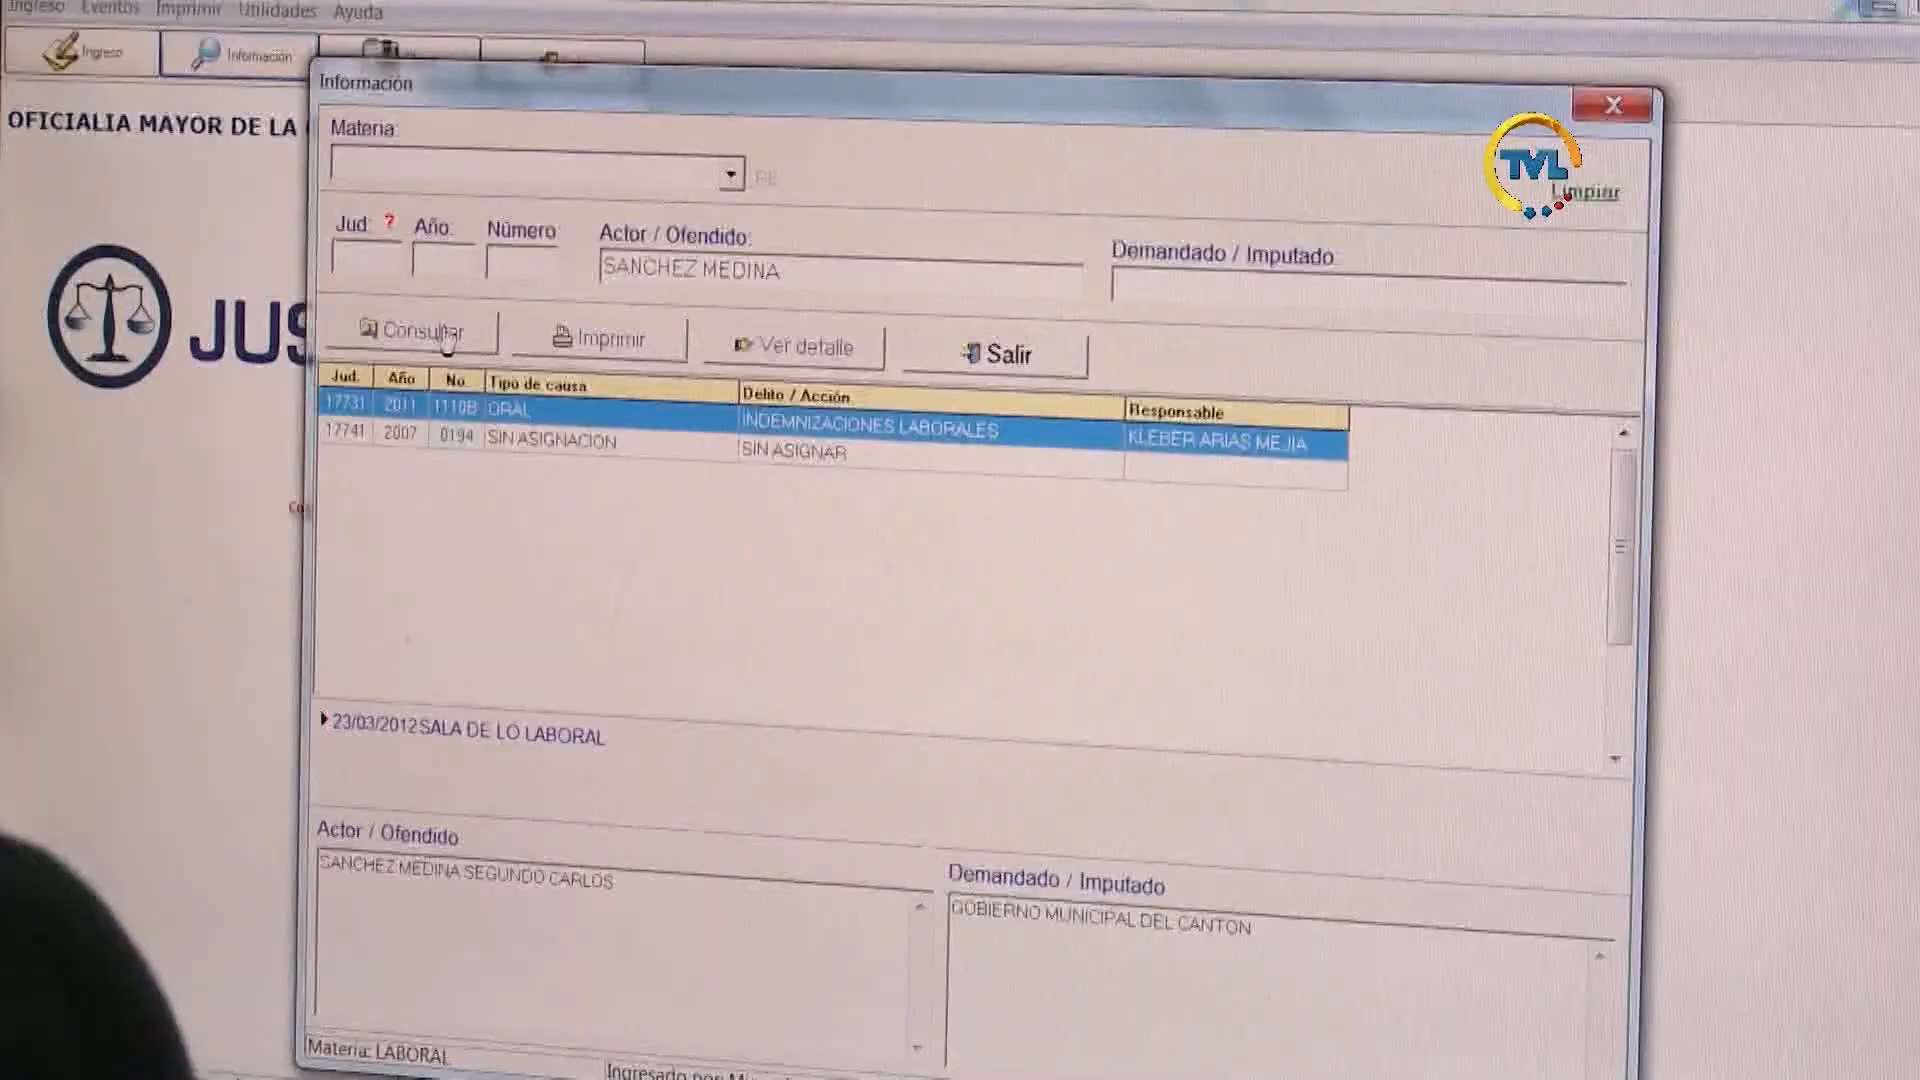 Ingreso Eventos Imprimir Utilidades Ayuda
Ingreso
Información
OFICIALIA MAYOR DE LA
JUS
Información
TVL
Materia:
Limpiar
Jud: ? Año: Número: Actor / Ofendido: Demandado / Imputado:
SANCHEZ MEDINA
Consultar Imprimir Ver detalle Salir
Jud. Año No. Tipo de causa Delito / Acción Responsable
17731 2011 1110B ORAL INDEMNIZACIONES LABORALES KLEBER ARIAS MEJIA
17741 2007 0194 SIN ASIGNACION SIN ASIGNAR
23/03/2012 SALA DE LO LABORAL
Actor / Ofendido
SANCHEZ MEDINA SEGUNDO CARLOS
Demandado / Imputado
GOBIERNO MUNICIPAL DEL CANTON
Materia: LABORAL
Ingresado por